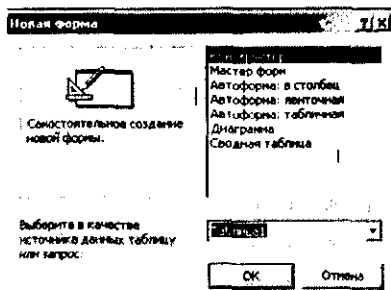 Новая форма
Самостоятельное создание
новой формы.
Конструктор
Мастер форм
Автоформа: в столбец
Автоформа: ленточная
Автоформа: табличная
Диаграмма
Сводная таблица
Выберите в качестве
источника данных таблицу
или запрос:
OK
Отмена